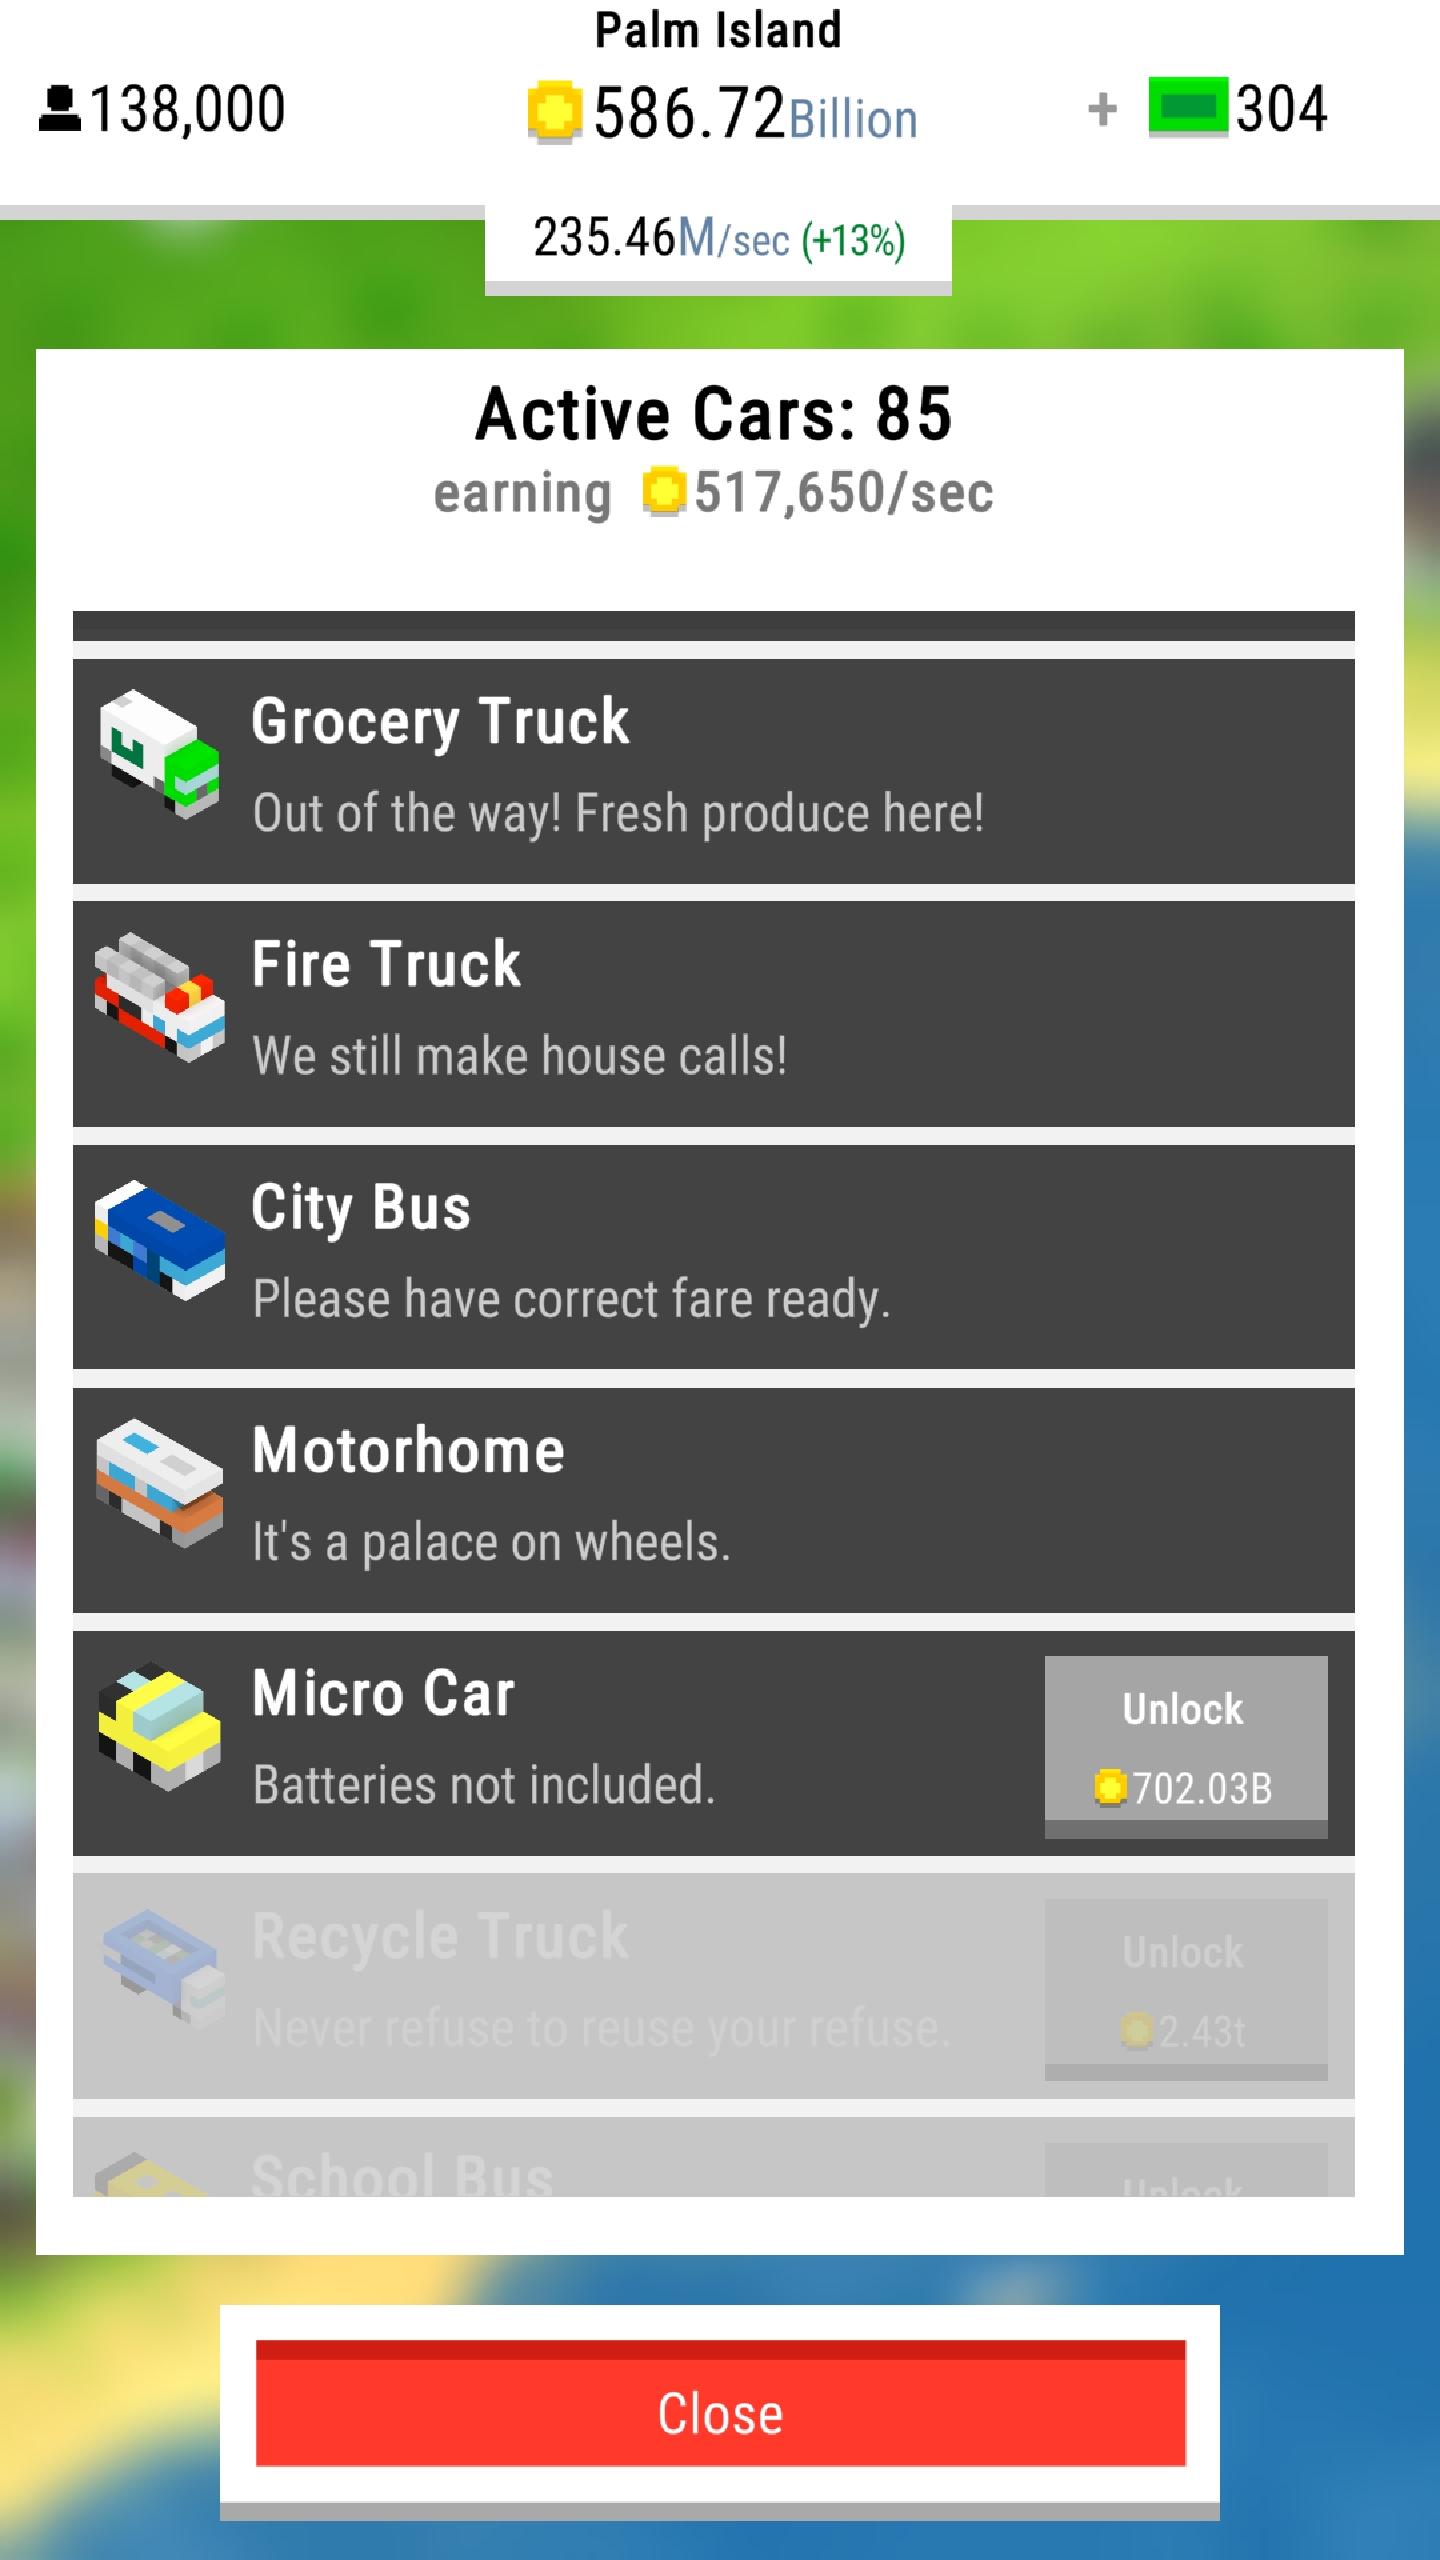 Palm Island
138,000
586.72Billion
+ 304
235.46M/sec (+13%)
Active Cars: 85
earning 517,650/sec
Grocery Truck
Out of the way! Fresh produce here!
Fire Truck
We still make house calls!
City Bus
Please have correct fare ready.
Motorhome
It's a palace on wheels.
Micro Car
Batteries not included.
Unlock
702.03B
Recycle Truck
Never refuse to reuse your refuse.
Unlock
2.43t
School Bus
Unlock
Close